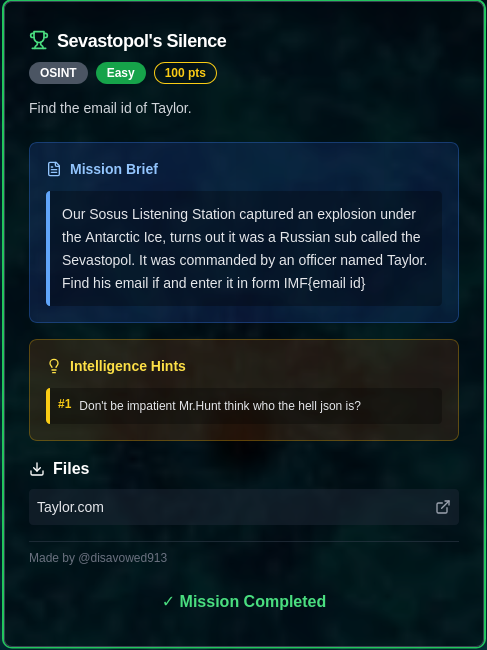 Sevastopol's Silence
OSINT Easy 100 pts
Find the email id of Taylor.
Mission Brief
Our Sosus Listening Station captured an explosion under
the Antarctic Ice, turns out it was a Russian sub called the
Sevastopol. It was commanded by an officer named Taylor.
Find his email if and enter it in form IMF{email id}
Intelligence Hints
#1 Don't be impatient Mr.Hunt think who the hell json is?
Files
Taylor.com
Made by @disavowed913
✓ Mission Completed